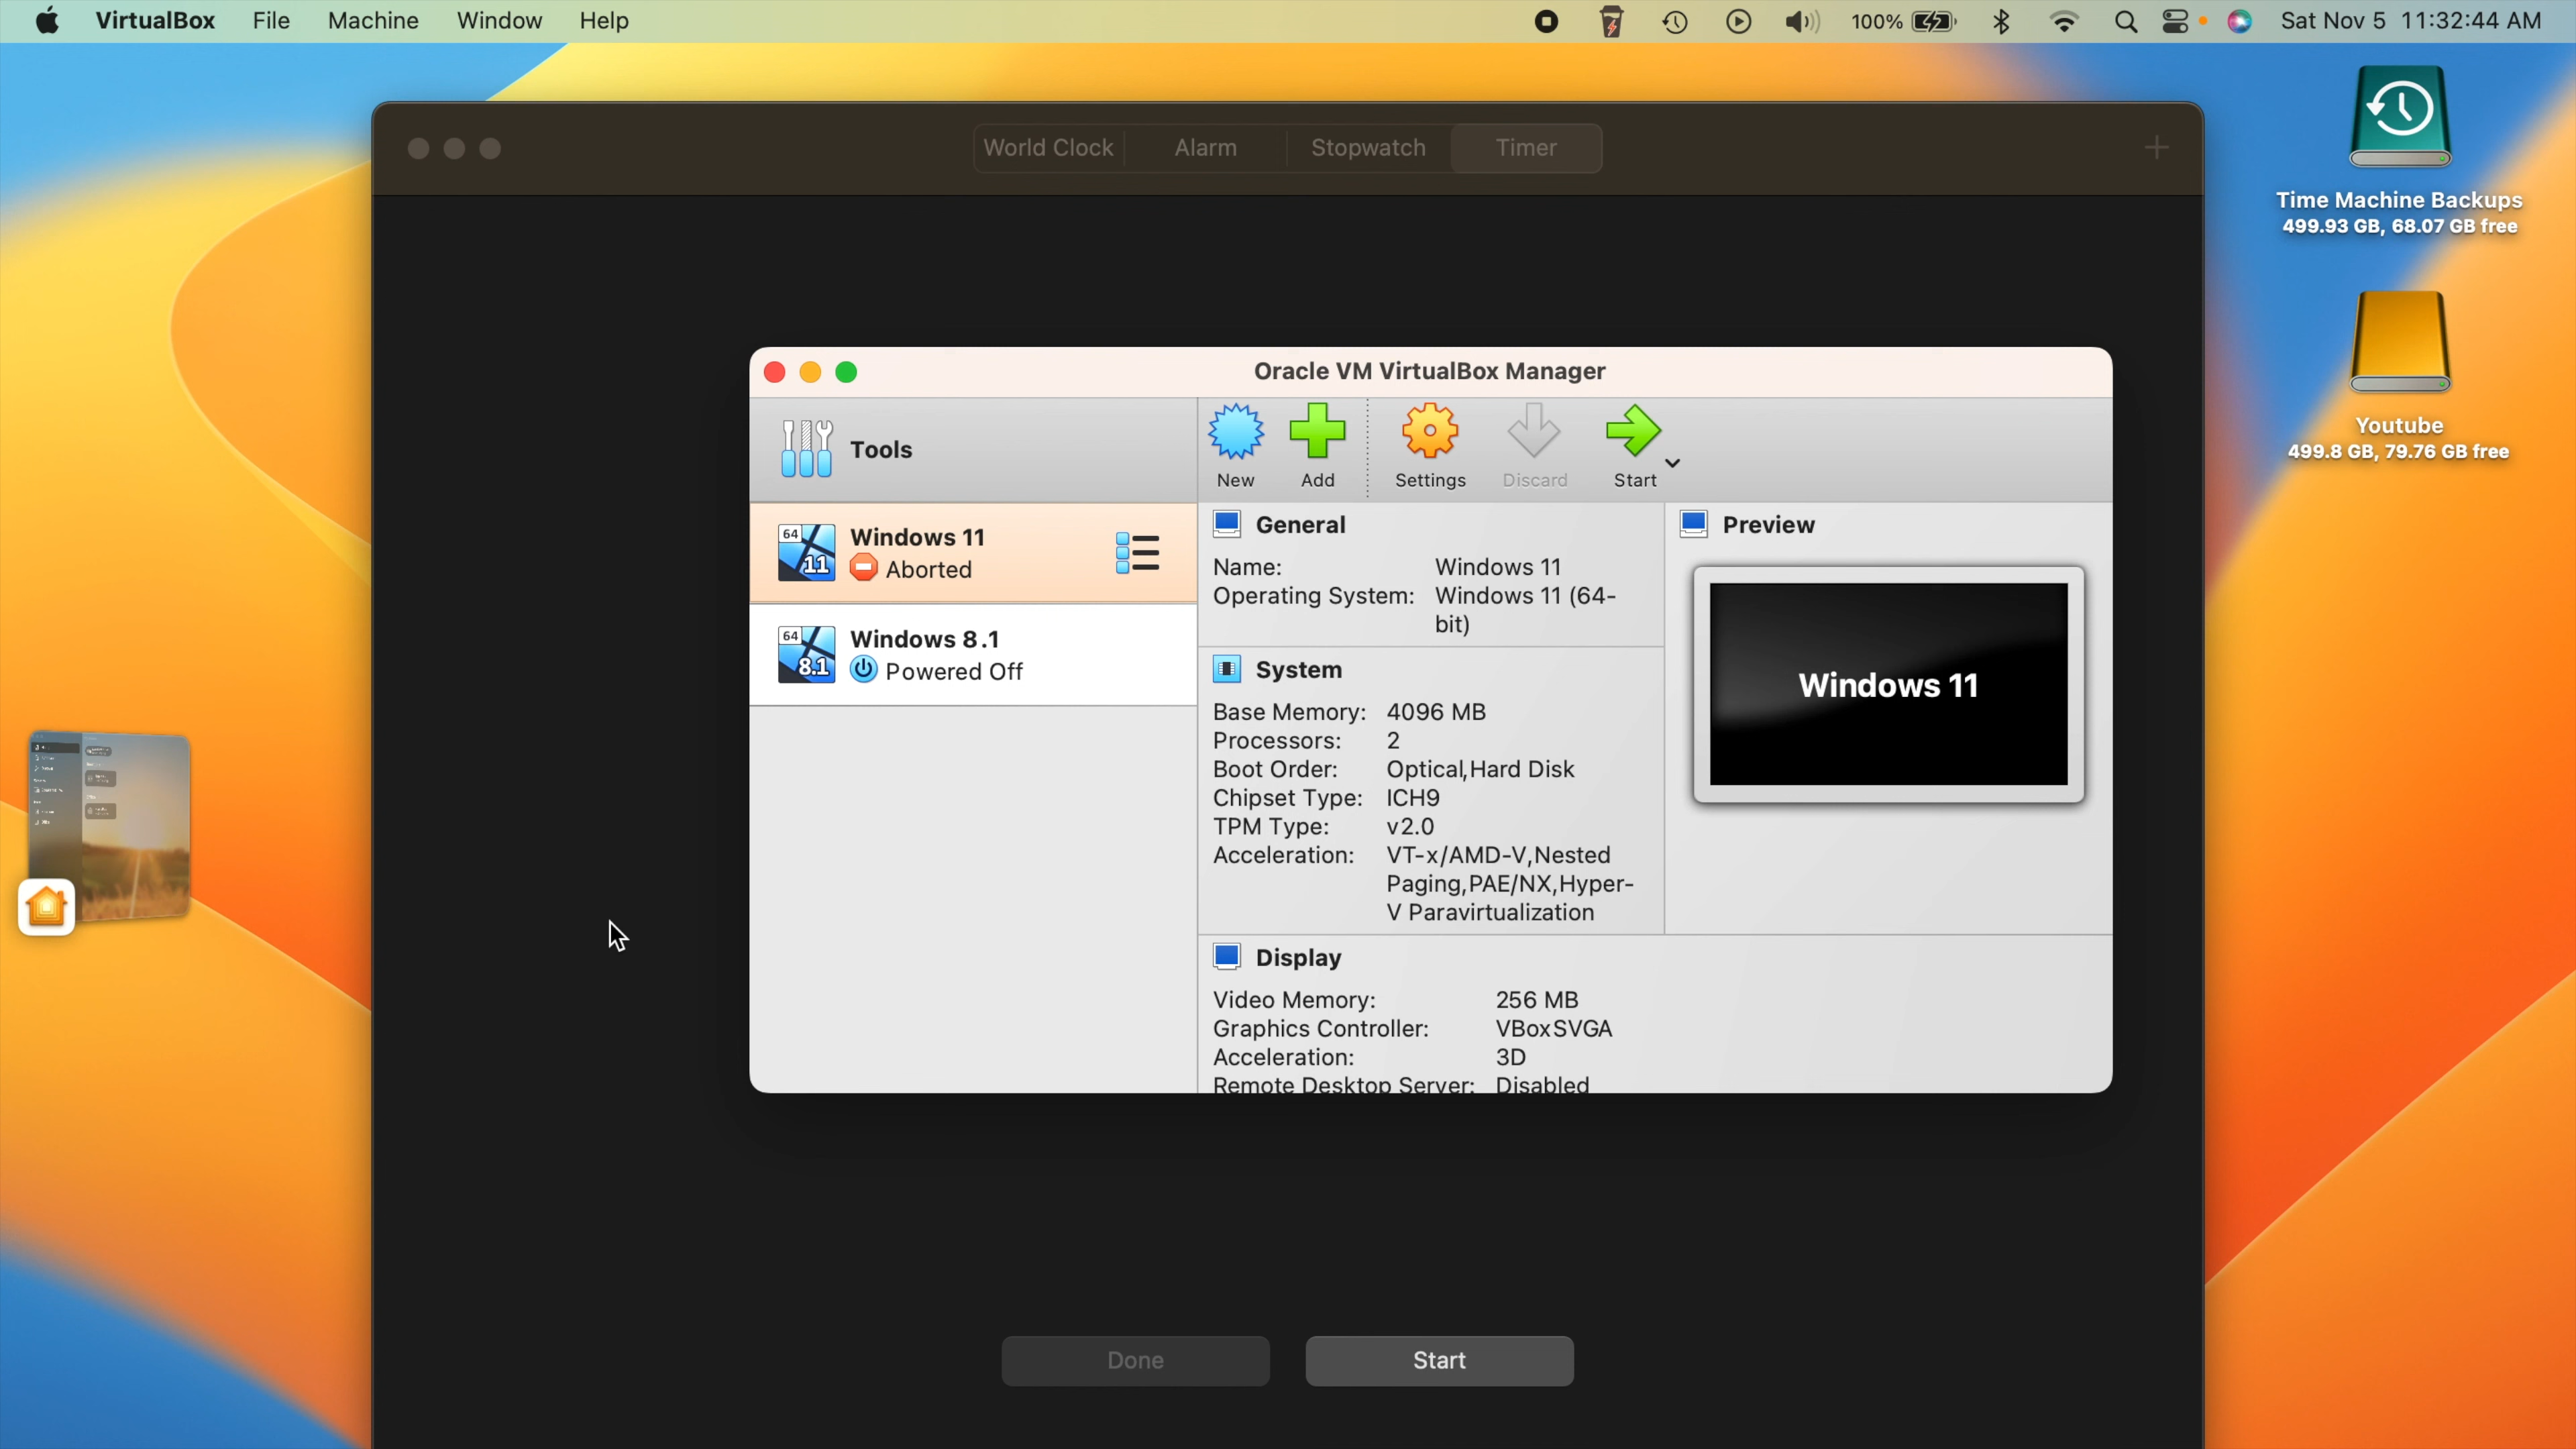 VirtualBox File Machine Window Help 100% Sat Nov 5 11:32:44 AM
World Clock Alarm Stopwatch Timer
Time Machine Backups
499.93 GB, 68.07 GB free
Youtube
499.8 GB, 79.76 GB free
Oracle VM VirtualBox Manager
Tools
New Add Settings Discard Start
64
11
Windows 11
Aborted
64
8.1
Windows 8.1
Powered Off
General
Name: Windows 11
Operating System: Windows 11 (64-
bit)
System
Base Memory: 4096 MB
Processors: 2
Boot Order: Optical, Hard Disk
Chipset Type: ICH9
TPM Type: v2.0
Acceleration: VT-x/AMD-V, Nested
Paging, PAE/NX, Hyper-
V Paravirtualization
Preview
Windows 11
Display
Video Memory: 256 MB
Graphics Controller: VBoxSVGA
Acceleration: 3D
Remote Desktop Server: Disabled
Done Start